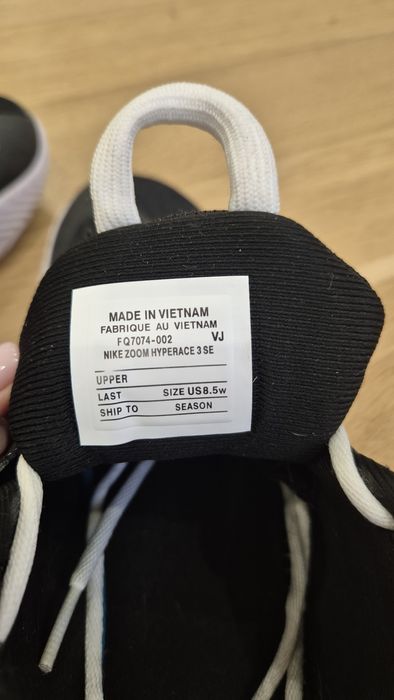 MADE IN VIETNAM
FABRIQUE AU VIETNAM
FQ7074-002 VJ
NIKE ZOOM HYPERACE 3 SE
UPPER
LAST SIZE US8.5w
SHIP TO SEASON